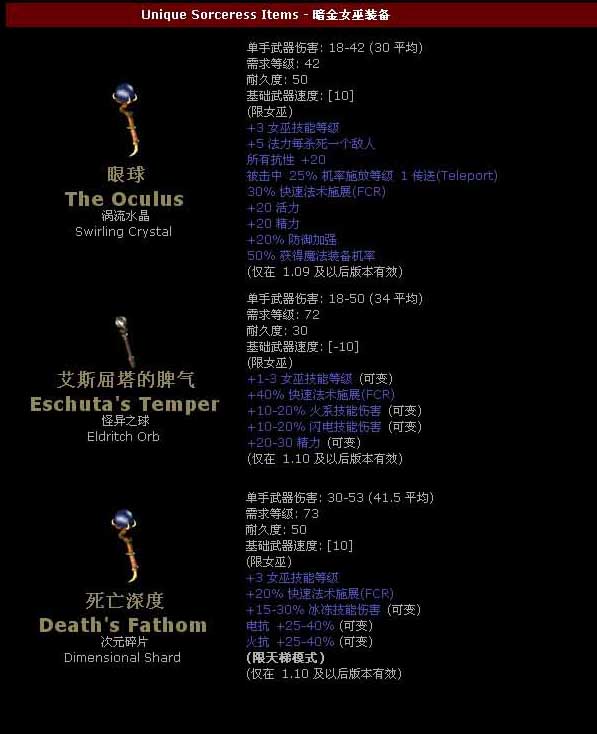 Unique Sorceress Items - 暗金女巫装备
眼球
The Oculus
涡流水晶
Swirling Crystal
单手武器伤害: 18-42 (30 平均)
需求等级: 42
耐久度: 50
基础武器速度: [10]
(限女巫)
+3 女巫技能等级
+5 法力每杀死一个敌人
所有抗性 +20
被击中 25% 机率施放等级 1 传送(Teleport)
30% 快速法术施展(FCR)
+20 活力
+20 精力
+20% 防御加强
50% 获得魔法装备机率
(仅在 1.09 及以后版本有效)
艾斯屈塔的脾气
Eschuta's Temper
怪异之球
Eldritch Orb
单手武器伤害: 18-50 (34 平均)
需求等级: 72
耐久度: 30
基础武器速度: [-10]
(限女巫)
+1-3 女巫技能等级 (可变)
+40% 快速法术施展(FCR)
+10-20% 火系技能伤害 (可变)
+10-20% 闪电技能伤害 (可变)
+20-30 精力 (可变)
(仅在 1.10 及以后版本有效)
死亡深度
Death's Fathom
次元碎片
Dimensional Shard
单手武器伤害: 30-53 (41.5 平均)
需求等级: 73
耐久度: 50
基础武器速度: [10]
(限女巫)
+3 女巫技能等级
+20% 快速法术施展(FCR)
+15-30% 冰冻技能伤害 (可变)
电抗 +25-40% (可变)
火抗 +25-40% (可变)
(限天梯模式)
(仅在 1.10 及以后版本有效)